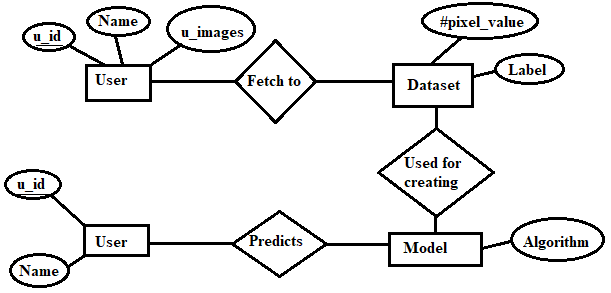 Name
u_id
u_images
#pixel_value
User
Fetch to
Dataset
Label
Used for
creating
u_id
User
Predicts
Model
Algorithm
Name